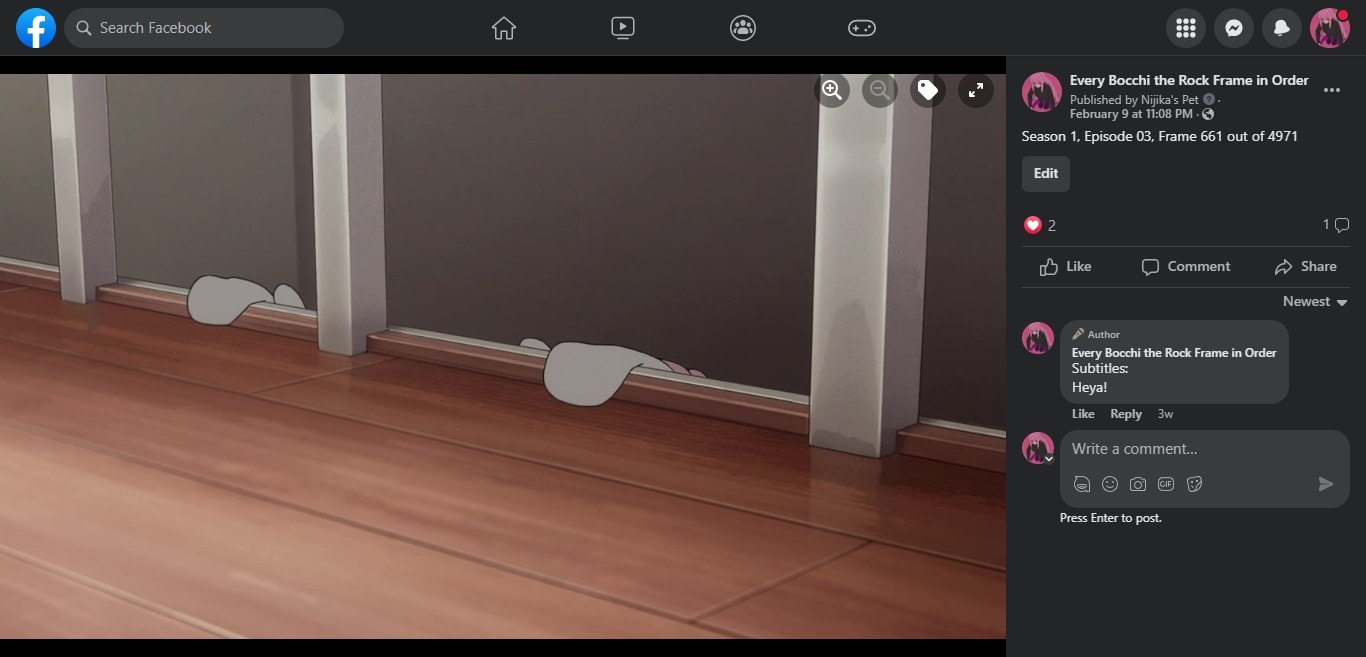 Search Facebook
Every Bocchi the Rock Frame in Order
Published by Nijika's Pet ·
February 9 at 11:08 PM ·
Season 1, Episode 03, Frame 661 out of 4971
Edit
2
1
Like
Comment
Share
Newest
Author
Every Bocchi the Rock Frame in Order
Subtitles:
Heya!
Like Reply 3w
Write a comment...
GIF
Press Enter to post.